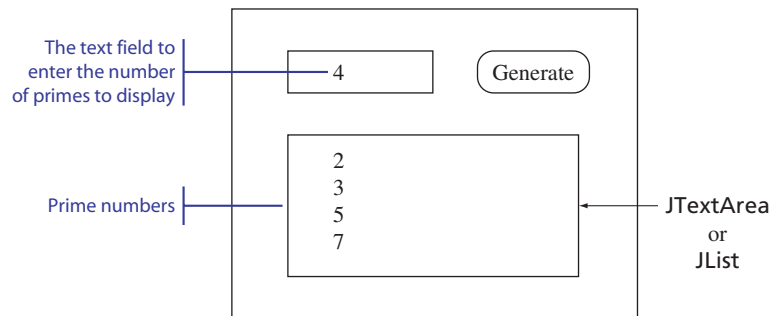 The text field to
enter the number
of primes to display
4
Generate
Prime numbers
2
3
5
7
JTextArea
or
JList